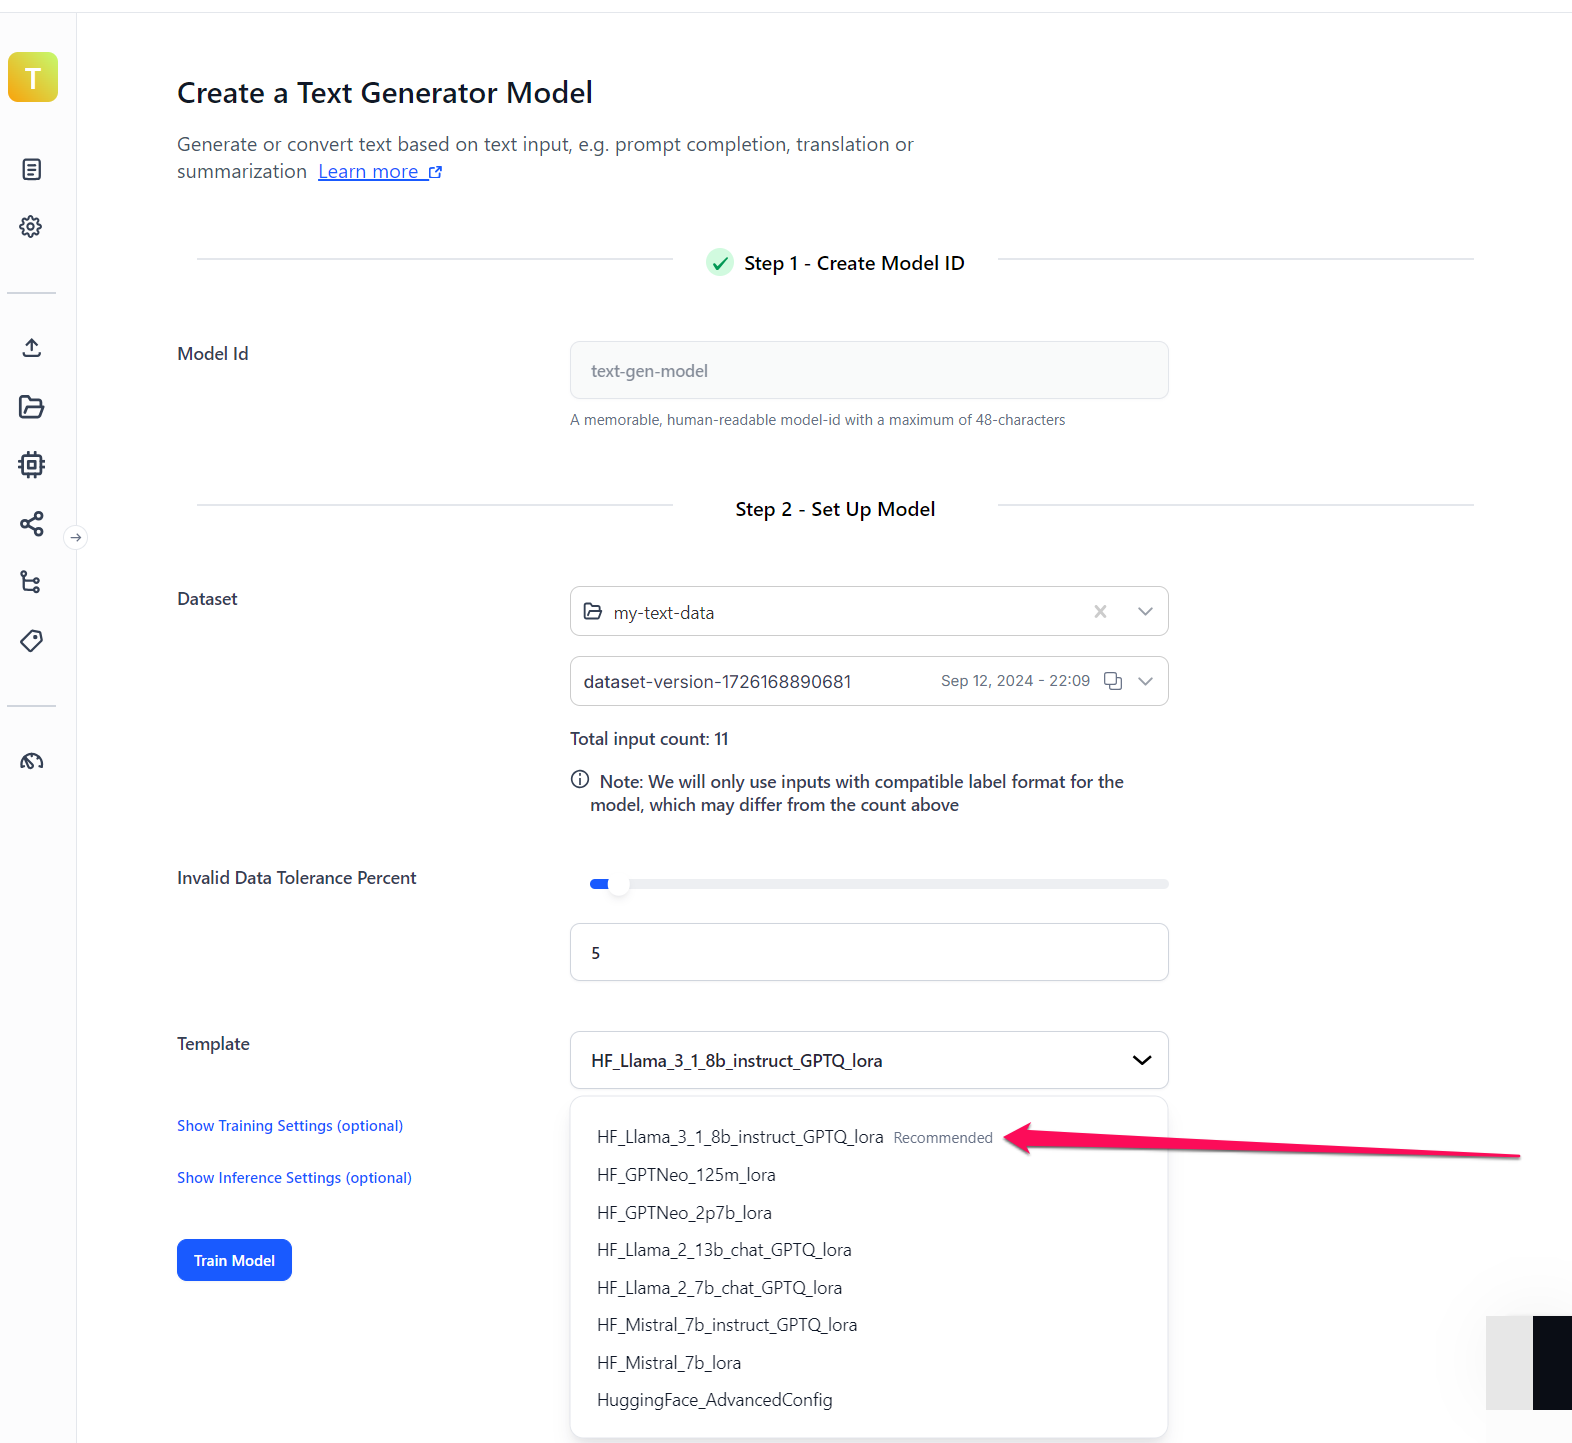 T
Create a Text Generator Model
Generate or convert text based on text input, e.g. prompt completion, translation or
summarization Learn more
Step 1 - Create Model ID
Model Id
text-gen-model
A memorable, human-readable model-id with a maximum of 48-characters
Step 2 - Set Up Model
Dataset
my-text-data
dataset-version-1726168890681 Sep 12, 2024 - 22:09
Total input count: 11
Note: We will only use inputs with compatible label format for the
model, which may differ from the count above
Invalid Data Tolerance Percent
5
Template
HF_Llama_3_1_8b_instruct_GPTQ_lora
Show Training Settings (optional)
Show Inference Settings (optional)
Train Model
HF_Llama_3_1_8b_instruct_GPTQ_lora Recommended
HF_GPTNeo_125m_lora
HF_GPTNeo_2p7b_lora
HF_Llama_2_13b_chat_GPTQ_lora
HF_Llama_2_7b_chat_GPTQ_lora
HF_Mistral_7b_instruct_GPTQ_lora
HF_Mistral_7b_lora
HuggingFace_AdvancedConfig